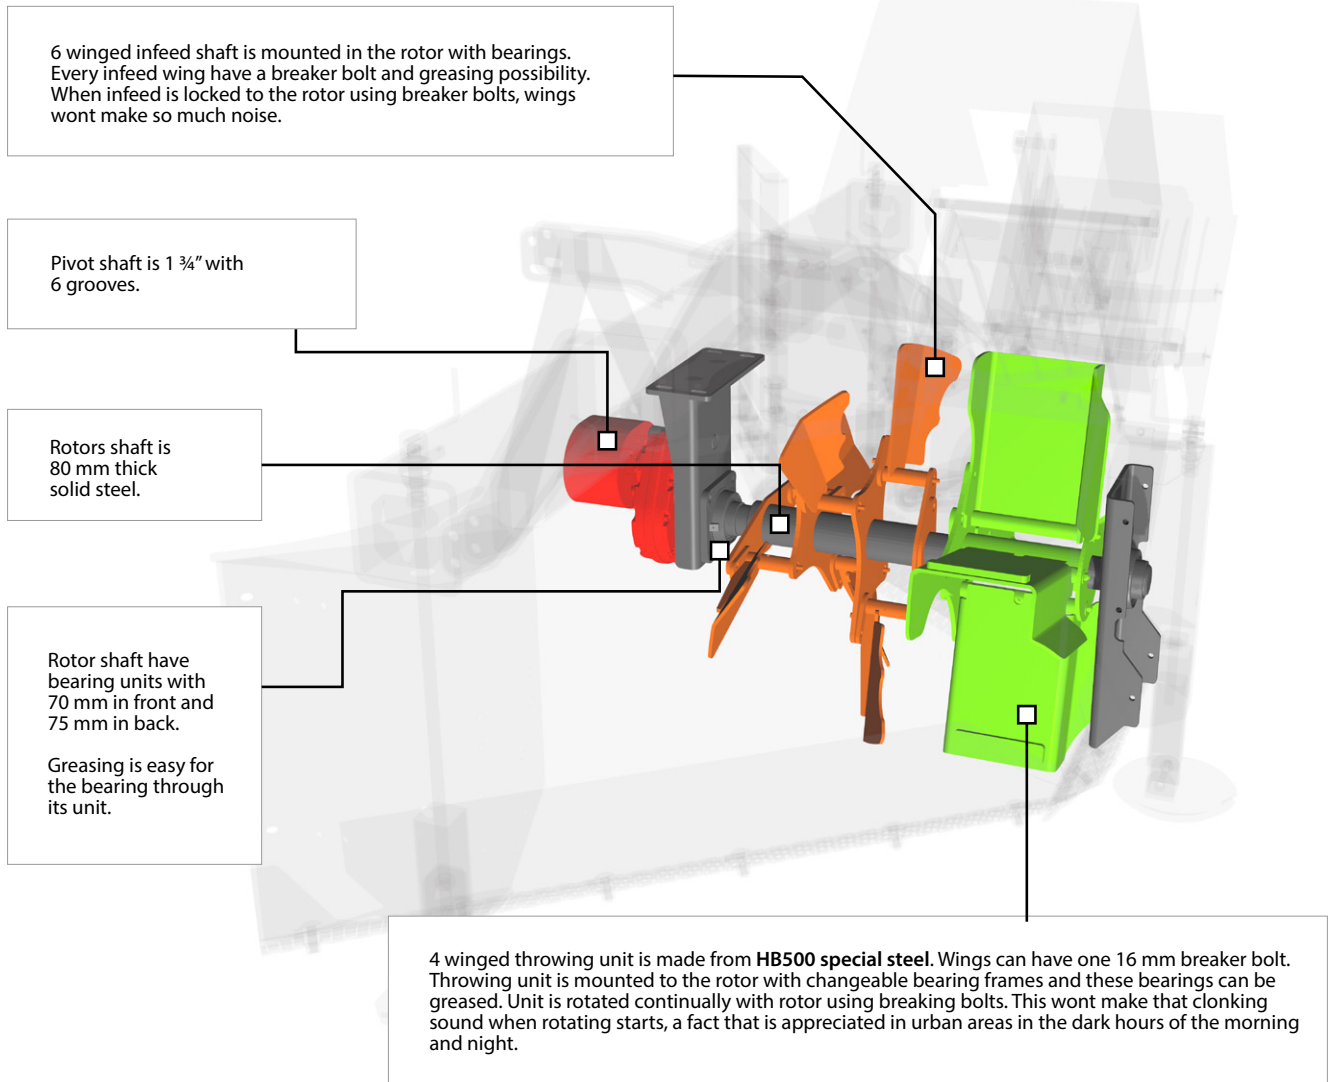 6 winged infeed shaft is mounted in the rotor with bearings.
Every infeed wing have a breaker bolt and greasing possibility.
When infeed is locked to the rotor using breaker bolts, wings
wont make so much noise.
Pivot shaft is 1 ¾” with
6 grooves.
Rotors shaft is
80 mm thick
solid steel.
Rotor shaft have
bearing units with
70 mm in front and
75 mm in back.
Greasing is easy for
the bearing through
its unit.
4 winged throwing unit is made from HB500 special steel. Wings can have one 16 mm breaker bolt.
Throwing unit is mounted to the rotor with changeable bearing frames and these bearings can be
greased. Unit is rotated continually with rotor using breaking bolts. This wont make that clonking
sound when rotating starts, a fact that is appreciated in urban areas in the dark hours of the morning
and night.